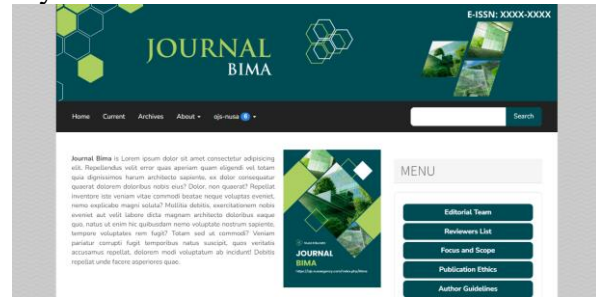 E-ISSN: XXXX-XXXX
JOURNAL
BIMA
Home Current Archives About ojs-nusa 0 Search
Journal Bima is Lorem ipsum dolor sit amet consectetur adipisicing
elit. Repellendus velit error quas aperiam quam eligendi vel totam
quia dignissimos harum architecto sapiente, ex dolor consequatur
quaerat dolorem doloribus nobis eius? Dolor, non quaerat? Repellat
inventore iste veniam vitae commodi beatae neque voluptas eveniet,
nemo explicabo magni soluta? Mollitia debitis, exercitationem nobis
eveniet aut velit labore dicta magnam architecto doloribus eaque
quo, natus ut enim hic quibusdam nemo voluptate nostrum sapiente,
tempore voluptates rem fugit? Totam sed ut commodi? Veniam
pariatur corrupti fugit temporibus natus suscipit, quos veritatis
accusamus repellat, dolorem modi voluptatum ab incidunt! Debitis
repellat unde facere asperiores quae.
JOURNAL
BIMA
MENU
Editorial Team
Reviewers List
Focus and Scope
Publication Ethics
Author Guidelines